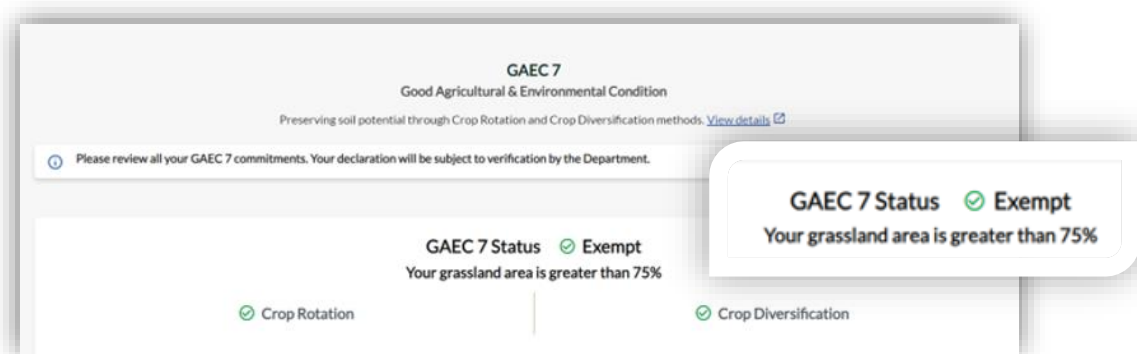 GAEC 7
Good Agricultural & Environmental Condition
Preserving soil potential through Crop Rotation and Crop Diversification methods. View details
Please review all your GAEC 7 commitments. Your declaration will be subject to verification by the Department.
GAEC 7 Status Exempt
Your grassland area is greater than 75%
GAEC 7 Status Exempt
Your grassland area is greater than 75%
Crop Rotation
Crop Diversification